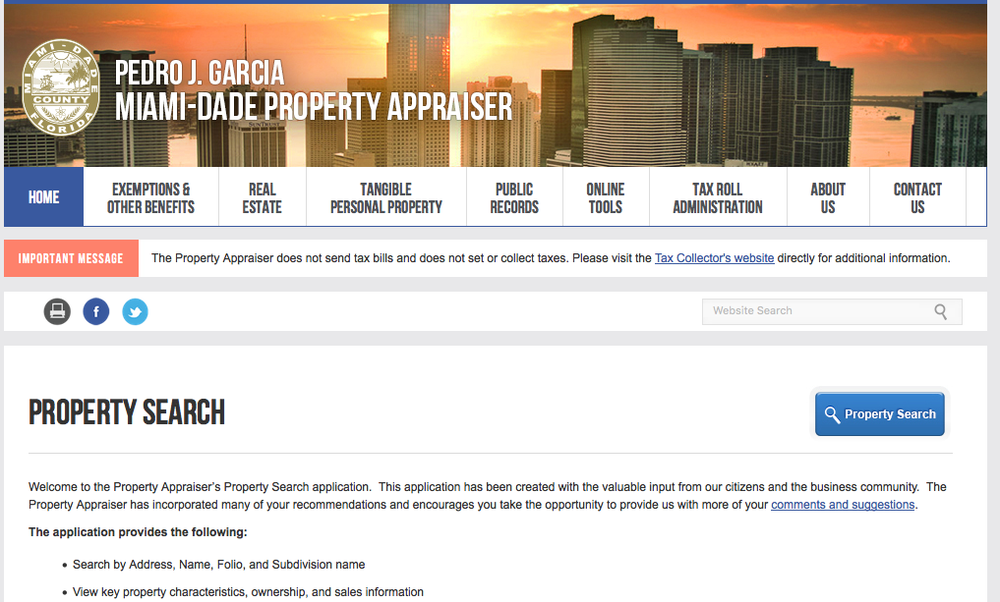 MIAMI-DADE
COUNTY
FLORIDA
PEDRO J. GARCIA
MIAMI-DADE PROPERTY APPRAISER
HOME
EXEMPTIONS &
OTHER BENEFITS
REAL
ESTATE
TANGIBLE
PERSONAL PROPERTY
PUBLIC
RECORDS
ONLINE
TOOLS
TAX ROLL
ADMINISTRATION
ABOUT
US
CONTACT
US
IMPORTANT MESSAGE
The Property Appraiser does not send tax bills and does not set or collect taxes. Please visit the Tax Collector's website directly for additional information.
f
Website Search
PROPERTY SEARCH
Property Search
Welcome to the Property Appraiser's Property Search application.  This application has been created with the valuable input from our citizens and the business community.  The
Property Appraiser has incorporated many of your recommendations and encourages you take the opportunity to provide us with more of your comments and suggestions.
The application provides the following:
• Search by Address, Name, Folio, and Subdivision name
• View key property characteristics, ownership, and sales information